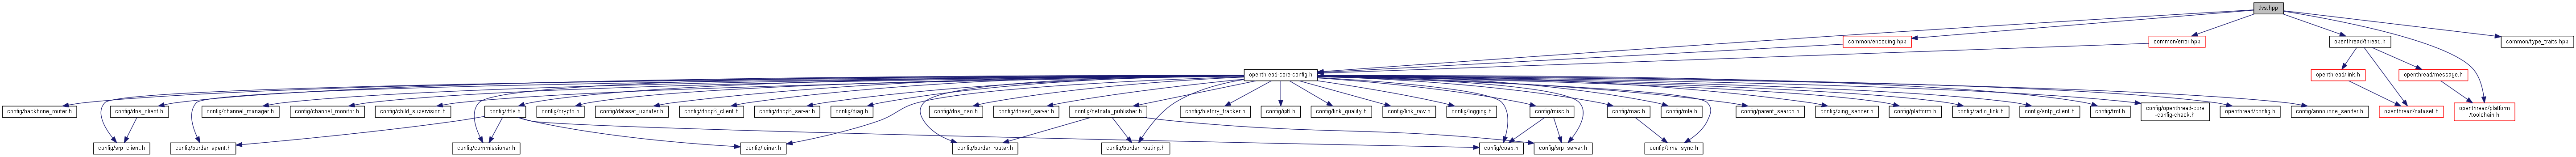 tlvs.hpp
common/encoding.hpp
common/error.hpp
openthread/thread.h
common/type_traits.hpp
openthread-core-config.h
openthread/link.h
openthread/message.h
config/backbone_router.h
config/dns_client.h
config/channel_manager.h
config/channel_monitor.h
config/child_supervision.h
config/dtls.h
config/crypto.h
config/dataset_updater.h
config/dhcp6_client.h
config/dhcp6_server.h
config/diag.h
config/dns_dso.h
config/dnssd_server.h
config/netdata_publisher.h
config/history_tracker.h
config/ip6.h
config/link_quality.h
config/link_raw.h
config/logging.h
config/misc.h
config/mac.h
config/mle.h
config/parent_search.h
config/ping_sender.h
config/platform.h
config/radio_link.h
config/sntp_client.h
config/tmf.h
config/openthread-core
-config-check.h
openthread/config.h
config/announce_sender.h
openthread/dataset.h
openthread/platform
/toolchain.h
config/srp_client.h
config/border_agent.h
config/commissioner.h
config/joiner.h
config/border_router.h
config/border_routing.h
config/coap.h
config/srp_server.h
config/time_sync.h